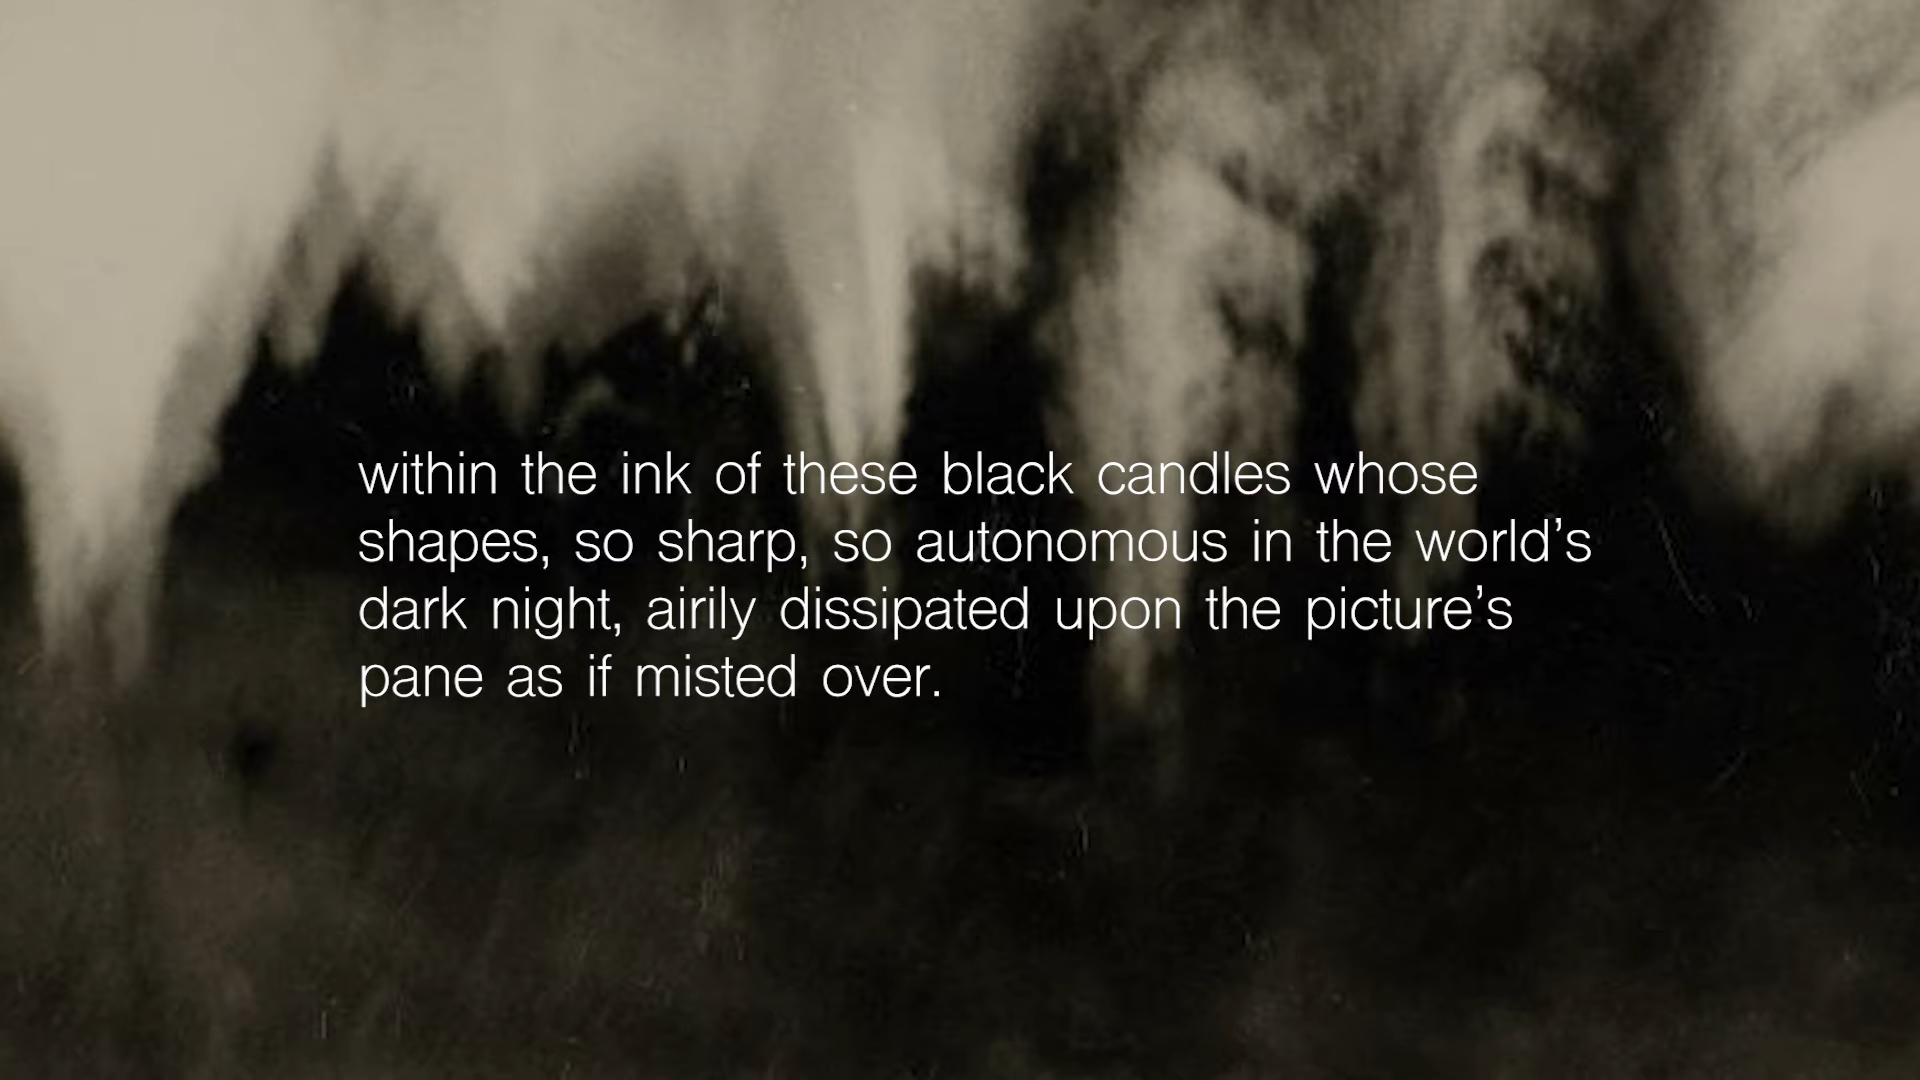 within the ink of these black candles whose
shapes, so sharp, so autonomous in the world’s
dark night, airily dissipated upon the picture’s
pane as if misted over.